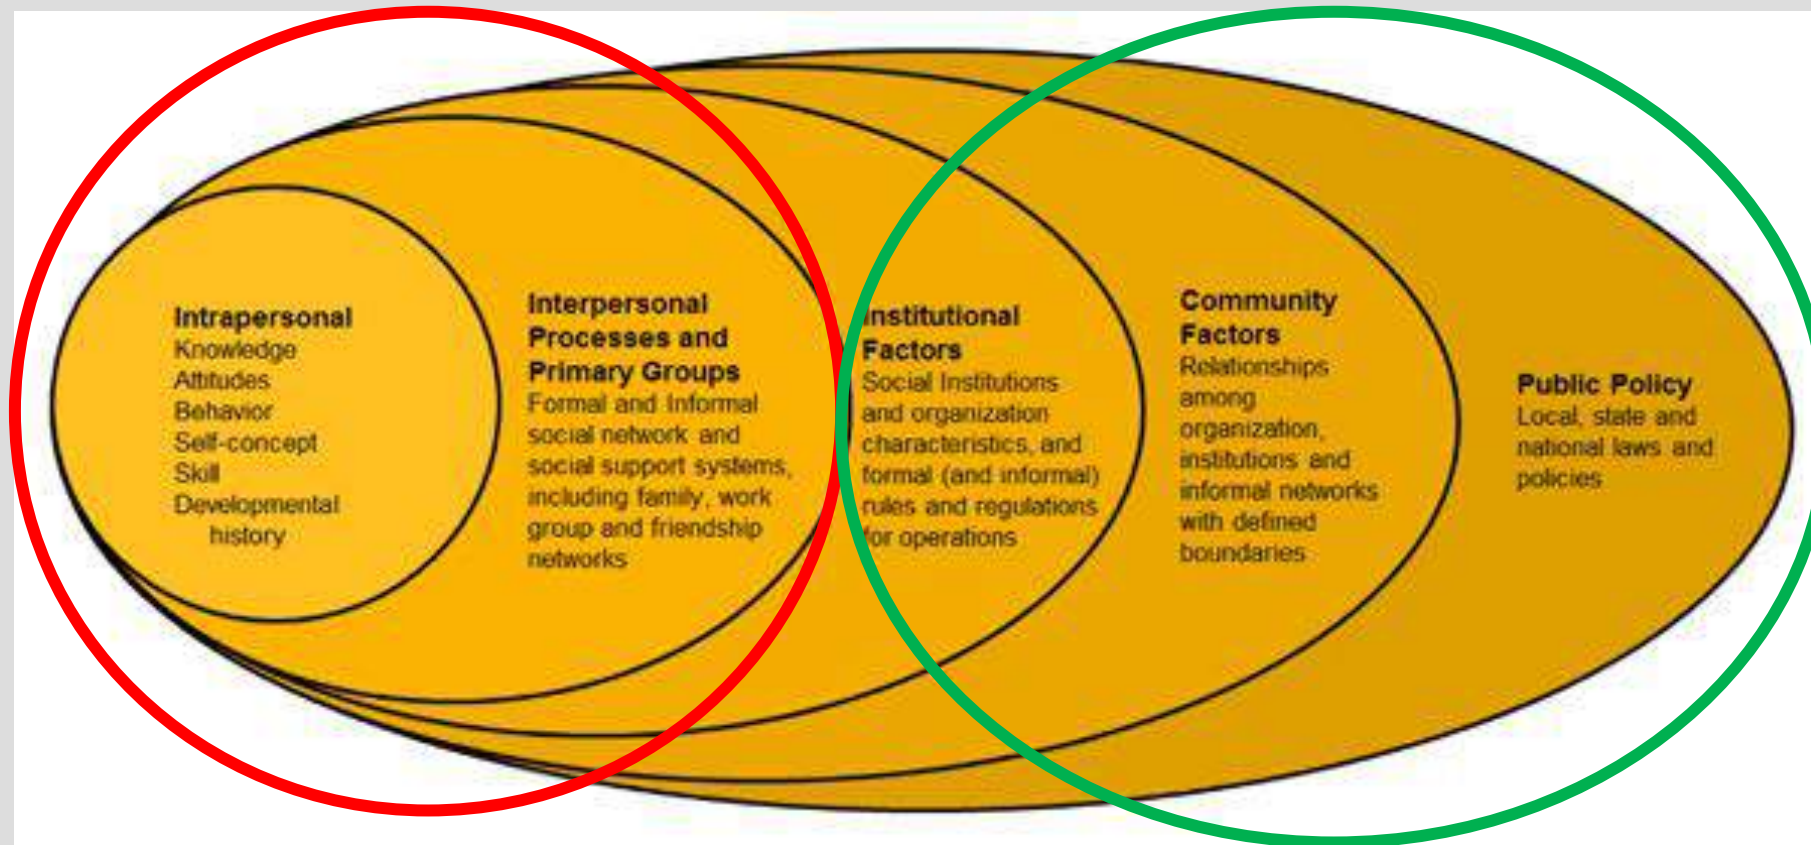 Intrapersonal
Knowledge
Attitudes
Behavior
Self-concept
Skill
Developmental
history
Interpersonal
Processes and
Primary Groups
Formal and Informal
social network and
social support systems,
including family, work
group and friendship
networks
Institutional
Factors
Social Institutions
and organization
characteristics, and
formal (and informal)
rules and regulations
for operations
Community
Factors
Relationships
among
organization,
institutions and
informal networks
with defined
boundaries
Public Policy
Local, state and
national laws and
policies